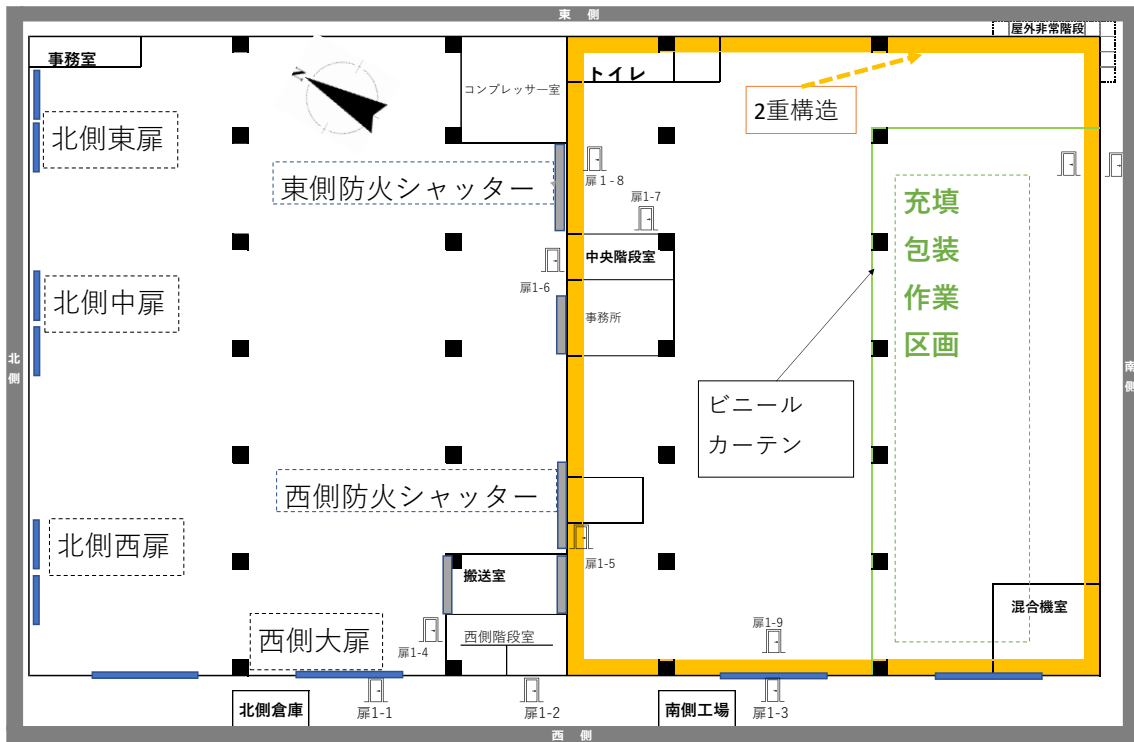 東 側
屋外非常階段
事務室
トイレ
コンプレッサー室
N
2重構造
北側東扉
東側防火シャッター
扉1-8
扉1-7
充填
包装
作業
区画
中央階段室
扉1-6
北側中扉
事務所
北
側
南
側
ビニール
カーテン
西側防火シャッター
北側西扉
扉1-5
搬送室
混合機室
西側大扉
扉1-4
西側階段室
扉1-9
北側倉庫
扉1-1
扉1-2
南側工場
扉1-3
西 側